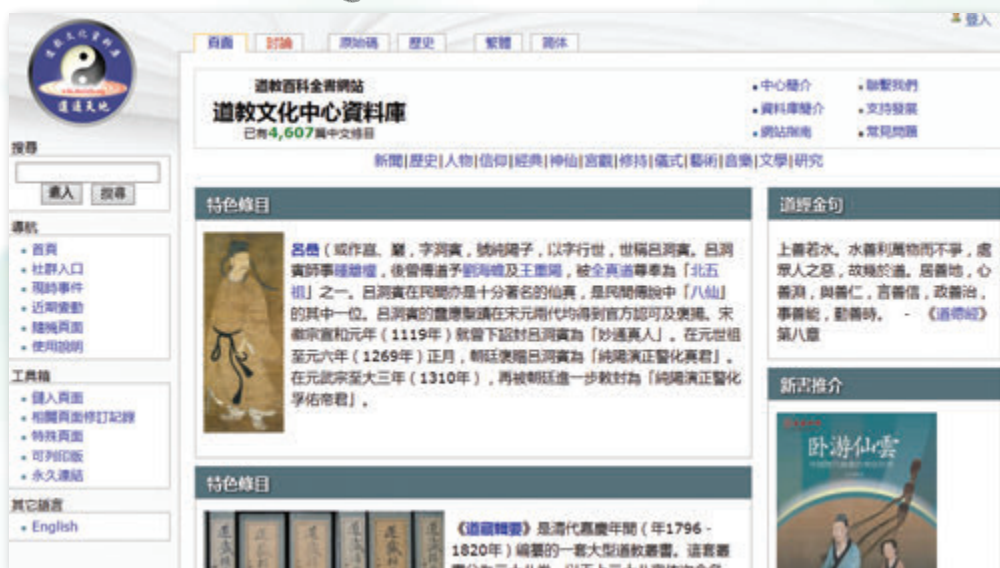 登入
頁面 討論 原始碼 歷史 繁體 簡体
道教百科全書網站
道教文化中心資料庫
已有4,607篇中文條目
中心簡介 聯繫我們
資料庫簡介 支持發展
網站指南 常見問題
新聞|歷史|人物|信仰|經典|神仙|宮觀|修持|儀式|藝術|音樂|文學|研究
道教文化資料庫
道通天地
搜尋
進入 搜尋
導航
首頁
社群入口
現時事件
近期變動
隨機頁面
使用說明
工具箱
鏈入頁面
相關頁面修訂記錄
特殊頁面
可列印版
永久連結
其它語言
English
特色條目
呂嵒(或作嵓、巖,字洞賓,號純陽子,以字行世,世稱呂洞賓。呂洞
賓師事鍾離權,後曾傳道予劉海蟾及王重陽,被全真道尊奉為「北五
祖」之一。呂洞賓在民間亦是十分著名的仙真,是民間傳說中「八仙」
的其中一位。呂洞賓的靈應聖蹟在宋元兩代均得到官方認可及褒揚。宋
徽宗宣和元年(1119年)就曾下詔封呂洞賓為「妙通真人」。在元世祖
至元六年(1269年)正月,朝廷褒贈呂洞賓為「純陽演正警化真君」。
在元武宗至大三年(1310年),再被朝廷進一步敕封為「純陽演正警化
孚佑帝君」。
特色條目
《道藏輯要》是清代嘉慶年間(年1796 -
1820年)編纂的一套大型道教叢書。這套叢
道經金句
上善若水。水善利萬物而不爭,處
眾人之惡,故幾於道。居善地,心
善淵,與善仁,言善信,政善治,
事善能,動善時。 - 《道德經》
第八章
新書推介
卧游仙雲